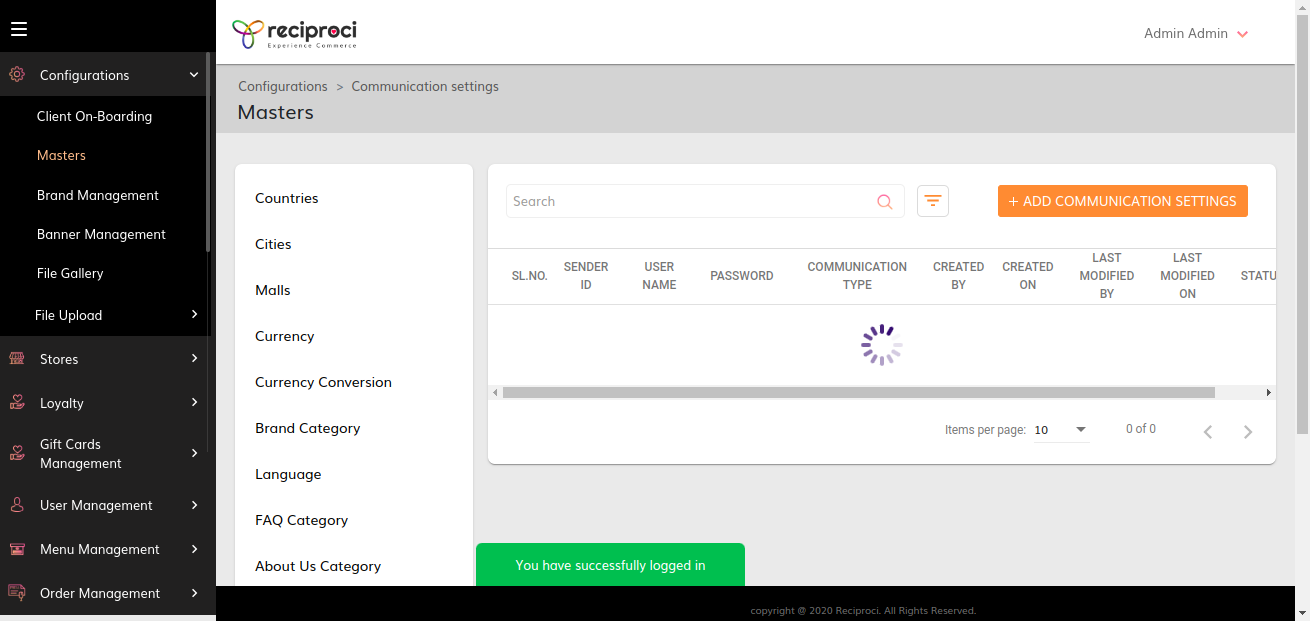 reciproci
Experience Commerce
Admin Admin
Configurations
Client On-Boarding
Masters
Brand Management
Banner Management
File Gallery
File Upload
Stores
Loyalty
Gift Cards
Management
User Management
Menu Management
Order Management
Configurations > Communication settings
Masters
Countries
Cities
Malls
Currency
Currency Conversion
Brand Category
Language
FAQ Category
About Us Category
Search
+ ADD COMMUNICATION SETTINGS
SL.NO.
SENDER
ID
USER
NAME
PASSWORD
COMMUNICATION
TYPE
CREATED
BY
CREATED
ON
LAST
MODIFIED
BY
LAST
MODIFIED
ON
STATU
Items per page: 10
0 of 0
You have successfully logged in
copyright @ 2020 Reciproci. All Rights Reserved.